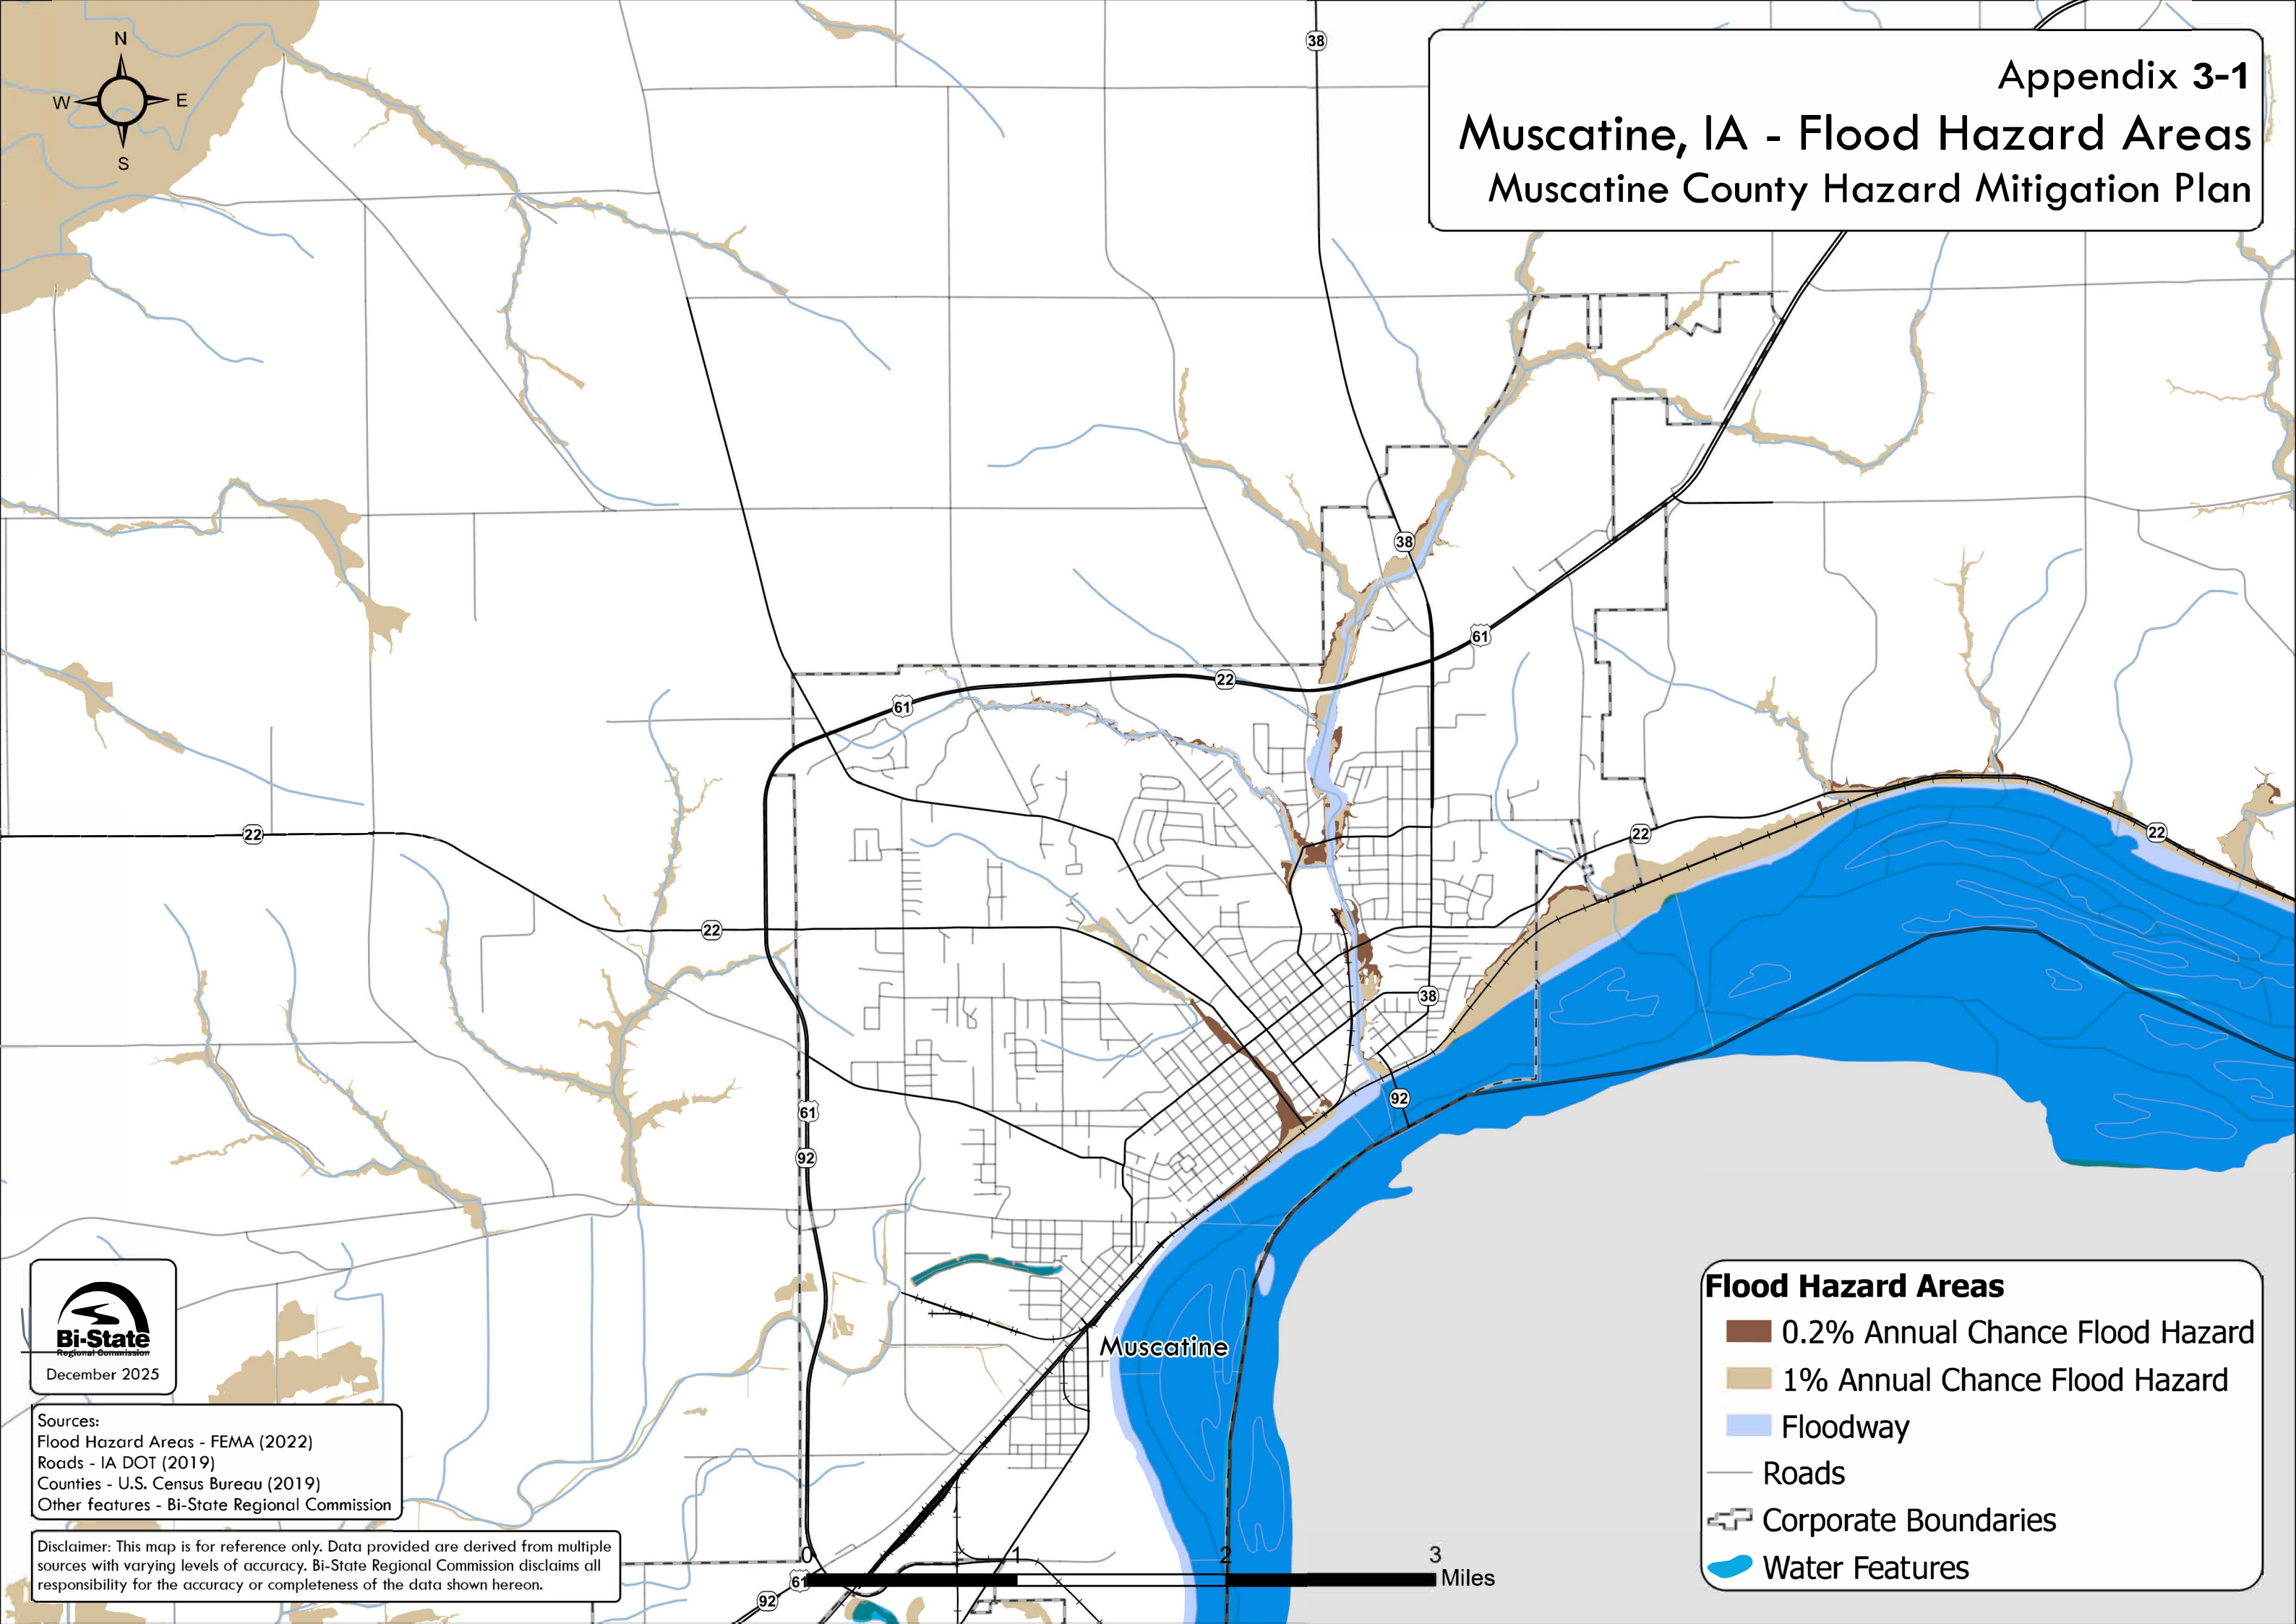 Appendix 3-1
Muscatine, IA - Flood Hazard Areas
Muscatine County Hazard Mitigation Plan
N
W E
S
38
38
61
22
61
22
22
22
22
38
92
61
92
Muscatine
Bi-State
Regional Commission
December 2025
Sources:
Flood Hazard Areas - FEMA (2022)
Roads - IA DOT (2019)
Counties - U.S. Census Bureau (2019)
Other features - Bi-State Regional Commission
Disclaimer: This map is for reference only. Data provided are derived from multiple
sources with varying levels of accuracy. Bi-State Regional Commission disclaims all
responsibility for the accuracy or completeness of the data shown hereon.
0 1 2 3
Miles
61
92
Flood Hazard Areas
0.2% Annual Chance Flood Hazard
1% Annual Chance Flood Hazard
Floodway
Roads
Corporate Boundaries
Water Features